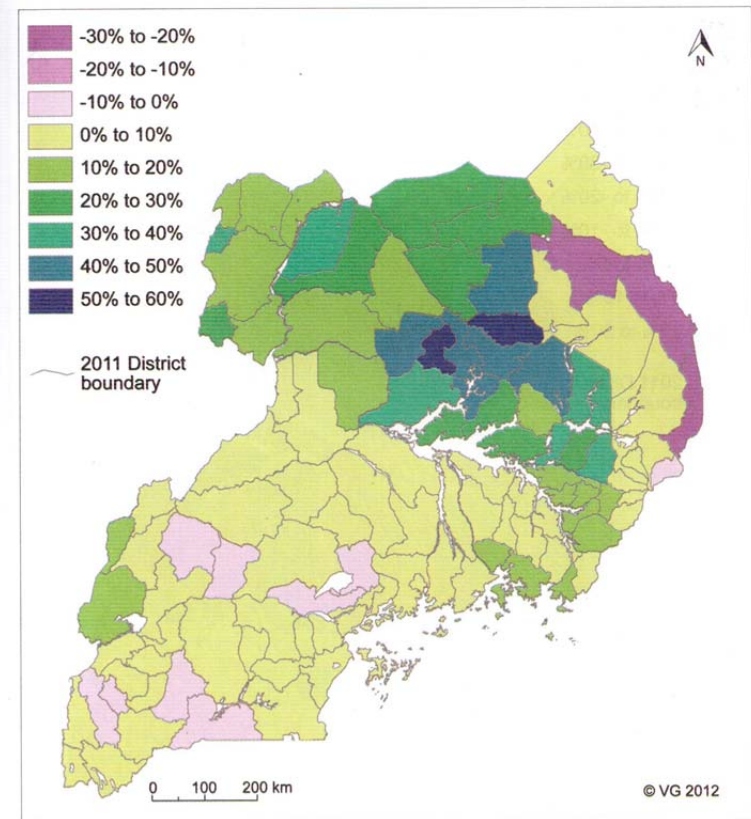 -30% to -20%
-20% to -10%
-10% to 0%
0% to 10%
10% to 20%
20% to 30%
30% to 40%
40% to 50%
50% to 60%
2011 District
boundary
N
0 100 200 km
© VG 2012